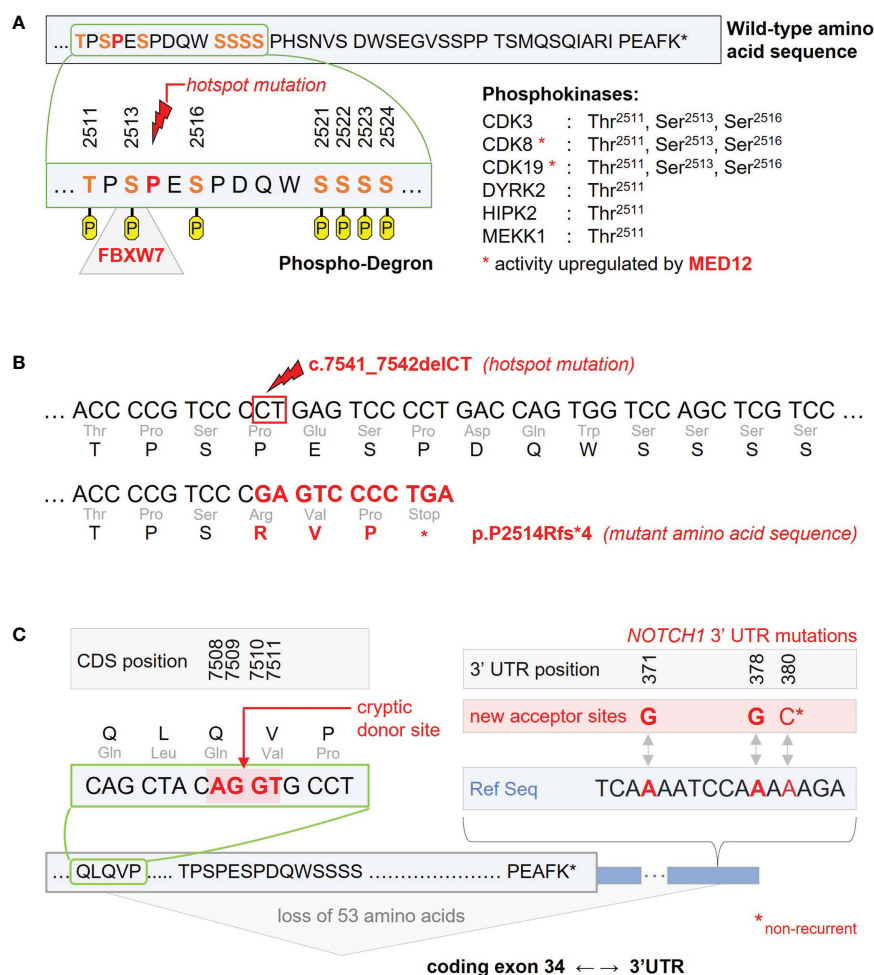 A
... TPSPESPDQW SSSS PHSNVS DWSEGVSSPP TSMQSQIARI PEAFK*
Wild-type amino
acid sequence
hotspot mutation
2511 2513 2516 2521 2522 2523 2524
... T P S P E S P D Q W S S S S ...
P P P P P P P
FBXW7
Phospho-Degron
Phosphokinases:
CDK3 : Thr2511, Ser2513, Ser2516
CDK8 * : Thr2511, Ser2513, Ser2516
CDK19 * : Thr2511, Ser2513, Ser2516
DYRK2 : Thr2511
HIPK2 : Thr2511
MEKK1 : Thr2511
* activity upregulated by MED12
B
c.7541_7542delCT (hotspot mutation)
... ACC CCG TCC CCT GAG TCC CCT GAC CAG TGG TCC AGC TCG TCC ...
Thr Pro Ser Pro Glu Ser Pro Asp Gln Trp Ser Ser Ser Ser
T P S P E S P D Q W S S S S
... ACC CCG TCC CGA GTC CCC TGA
Thr Pro Ser Arg Val Pro Stop
T P S R V P *
p.P2514Rfs*4 (mutant amino acid sequence)
C
CDS position
7508 7509 7510 7511
cryptic
donor site
Q L Q V P
Gln Leu Gln Val Pro
CAG CTA CAG GTG CCT
NOTCH1 3' UTR mutations
3' UTR position 371 378 380
new acceptor sites G G C*
Ref Seq TCAAAATCCAAAAAGA
...QLQVP..... TPSPESPDQWSSSS ........................ PEAFK* ...
loss of 53 amino acids
* non-recurrent
coding exon 34 ← → 3'UTR